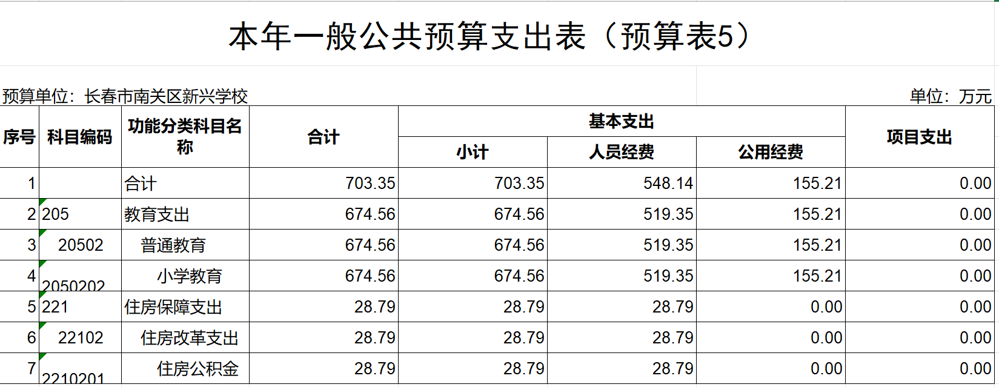 本年一般公共预算支出表（预算表5）
预算单位：长春市南关区新兴学校 单位：万元
序号 科目编码 功能分类科目名称 合计 基本支出 项目支出
小计 人员经费 公用经费
1 合计 703.35 703.35 548.14 155.21 0.00
2 205 教育支出 674.56 674.56 519.35 155.21 0.00
3 20502 普通教育 674.56 674.56 519.35 155.21 0.00
4 2050202 小学教育 674.56 674.56 519.35 155.21 0.00
5 221 住房保障支出 28.79 28.79 28.79 0.00 0.00
6 22102 住房改革支出 28.79 28.79 28.79 0.00 0.00
7 2210201 住房公积金 28.79 28.79 28.79 0.00 0.00